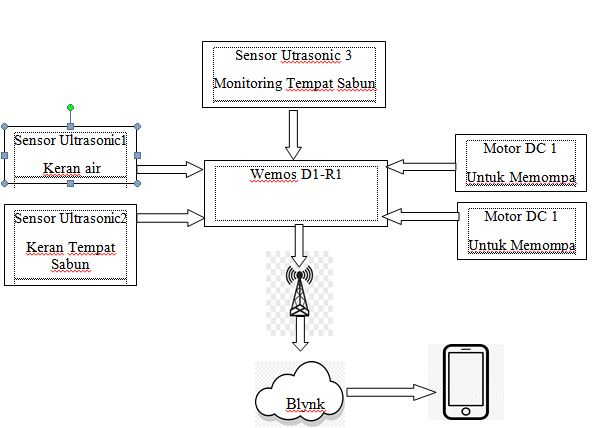 Sensor Utrasonic 3
Monitoring Tempat Sabun
Sensor Ultrasonic1
Keran air
Wemos D1-R1
Motor DC 1
Untuk Memompa
Sensor Ultrasonic2
Keran Tempat
Sabun
Motor DC 1
Untuk Memompa
Blynk